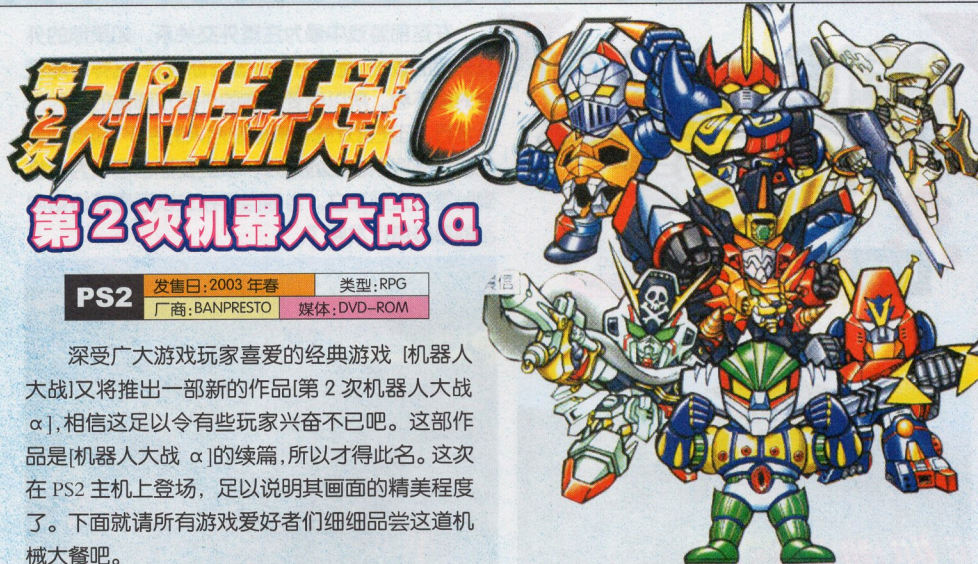 第2次スーパーロボット大戦α
第2次机器人大战 α
PS2
发售日:2003 年春
类型:RPG
厂商:BANPRESTO
媒体:DVD-ROM
深受广大游戏玩家喜爱的经典游戏 [机器人
大战]又将推出一部新的作品[第 2 次机器人大战
α],相信这足以令有些玩家兴奋不已吧。这部作
品是[机器人大战 α]的续篇,所以才得此名。这次
在 PS2 主机上登场，足以说明其画面的精美程度
了。下面就请所有游戏爱好者们细细品尝这道机
械大餐吧。